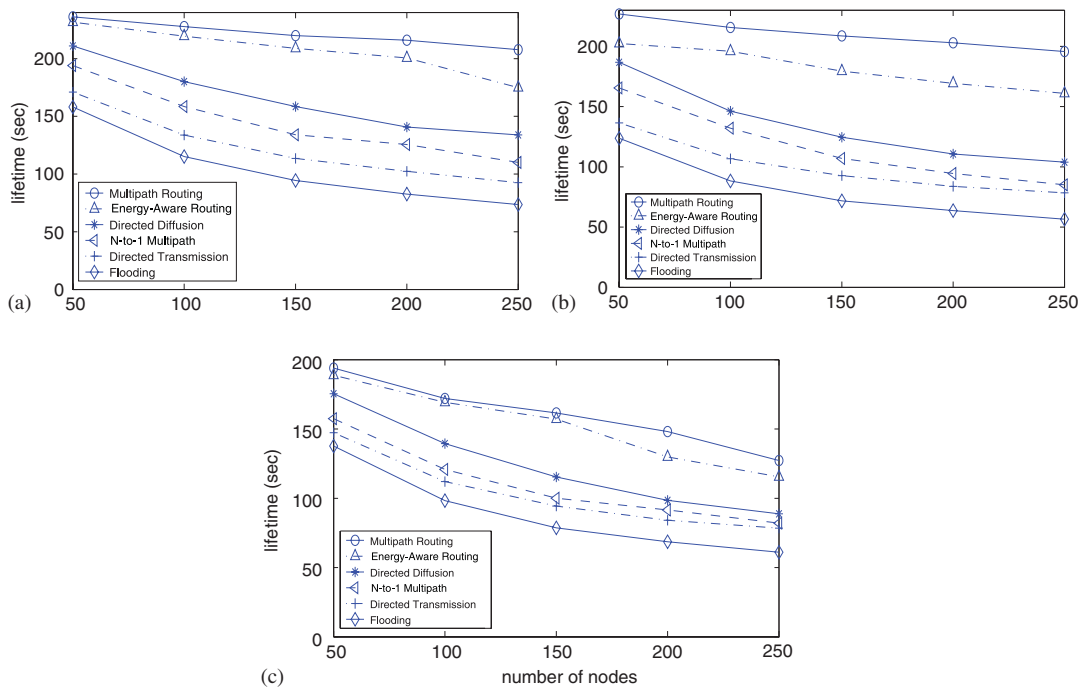 200
150
100
50
0
lifetime (sec)
Multipath Routing
Energy-Aware Routing
Directed Diffusion
N-to-1 Multipath
Directed Transmission
Flooding
50 100 150 200 250
(a)
200
150
100
50
0
lifetime (sec)
Multipath Routing
Energy-Aware Routing
Directed Diffusion
N-to-1 Multipath
Directed Transmission
Flooding
50 100 150 200 250
(b)
200
150
100
50
0
lifetime (sec)
Multipath Routing
Energy-Aware Routing
Directed Diffusion
N-to-1 Multipath
Directed Transmission
Flooding
50 100 150 200 250
number of nodes
(c)